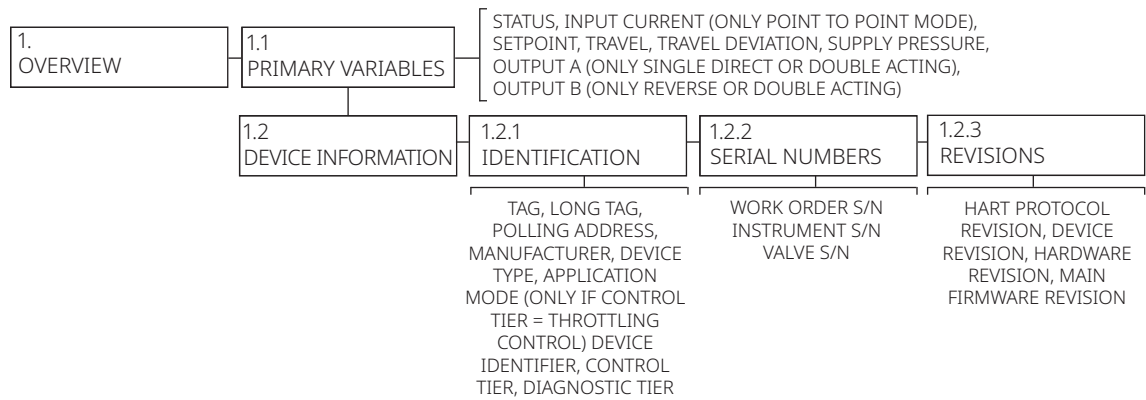 1.
OVERVIEW
1.1
PRIMARY VARIABLES
STATUS, INPUT CURRENT (ONLY POINT TO POINT MODE),
SETPOINT, TRAVEL, TRAVEL DEVIATION, SUPPLY PRESSURE,
OUTPUT A (ONLY SINGLE DIRECT OR DOUBLE ACTING),
OUTPUT B (ONLY REVERSE OR DOUBLE ACTING)
1.2
DEVICE INFORMATION
1.2.1
IDENTIFICATION
1.2.2
SERIAL NUMBERS
1.2.3
REVISIONS
TAG, LONG TAG,
POLLING ADDRESS,
MANUFACTURER, DEVICE
TYPE, APPLICATION
MODE (ONLY IF CONTROL
TIER = THROTTLING
CONTROL) DEVICE
IDENTIFIER, CONTROL
TIER, DIAGNOSTIC TIER
WORK ORDER S/N
INSTRUMENT S/N
VALVE S/N
HART PROTOCOL
REVISION, DEVICE
REVISION, HARDWARE
REVISION, MAIN
FIRMWARE REVISION